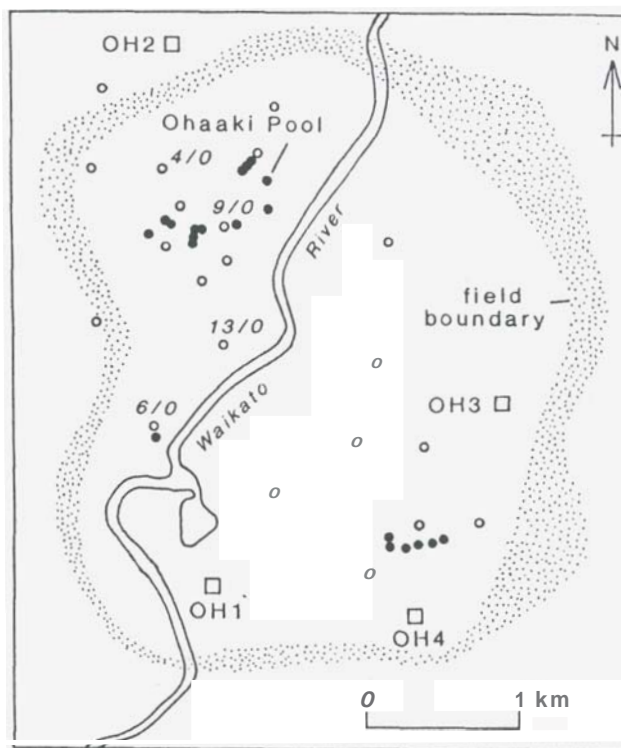 OH2
N
Ohaaki Pool
4/0
9/0
River
field
boundary
13/0
OH3
6/0
Waikato
OH1
OH4
0 1 km